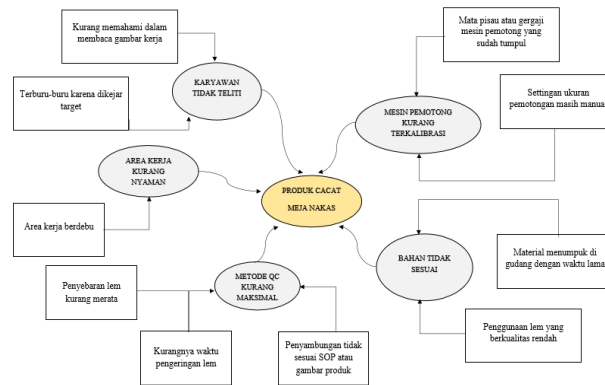 Kurang memahami dalam
membaca gambar kerja
Mata pisau atau gergaji
mesin pemotong yang
sudah tumpul
KARYAWAN
TIDAK TELITI
Terburu-buru karena dikejar
target
MESIN PEMOTONG
KURANG
TERKALIBRASI
Settingan ukuran
pemotongan masih manual
AREA KERJA
KURANG
NYAMAN
PRODUK CACAT
MEJA NAKAS
Area kerja berdebu
METODE QC
KURANG
MAKSIMAL
BAHAN TIDAK
SESUAI
Material menumpuk di
gudang dengan waktu lama
Penyebaran lem
kurang merata
Kurangnya waktu
pengeringan lem
Penyambungan tidak
sesuai SOP atau
gambar produk
Penggunaan lem yang
berkualitas rendah